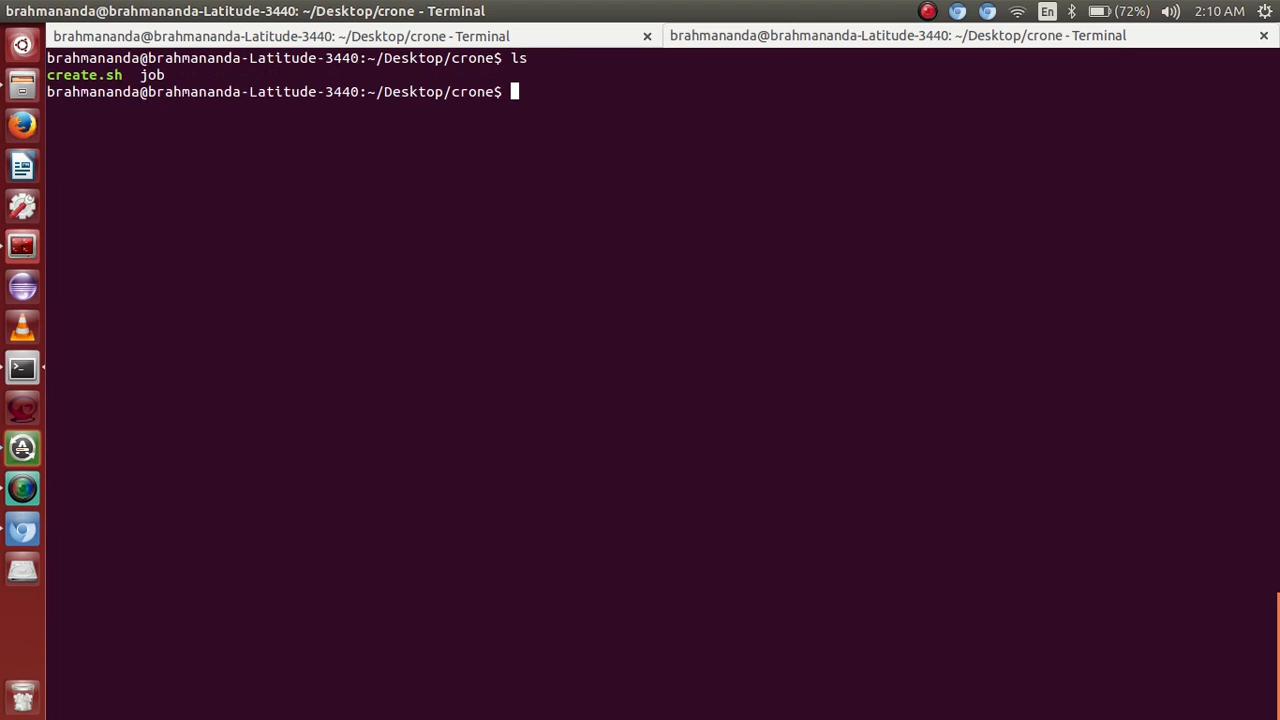 brahmananda@brahmananda-Latitude-3440: ~/Desktop/crone - Terminal
En
(72%)
2:10 AM
brahmananda@brahmananda-Latitude-3440: ~/Desktop/crone - Terminal
brahmananda@brahmananda-Latitude-3440: ~/Desktop/crone - Terminal
brahmananda@brahmananda-Latitude-3440:~/Desktop/crone$ ls
create.sh  job
brahmananda@brahmananda-Latitude-3440:~/Desktop/crone$